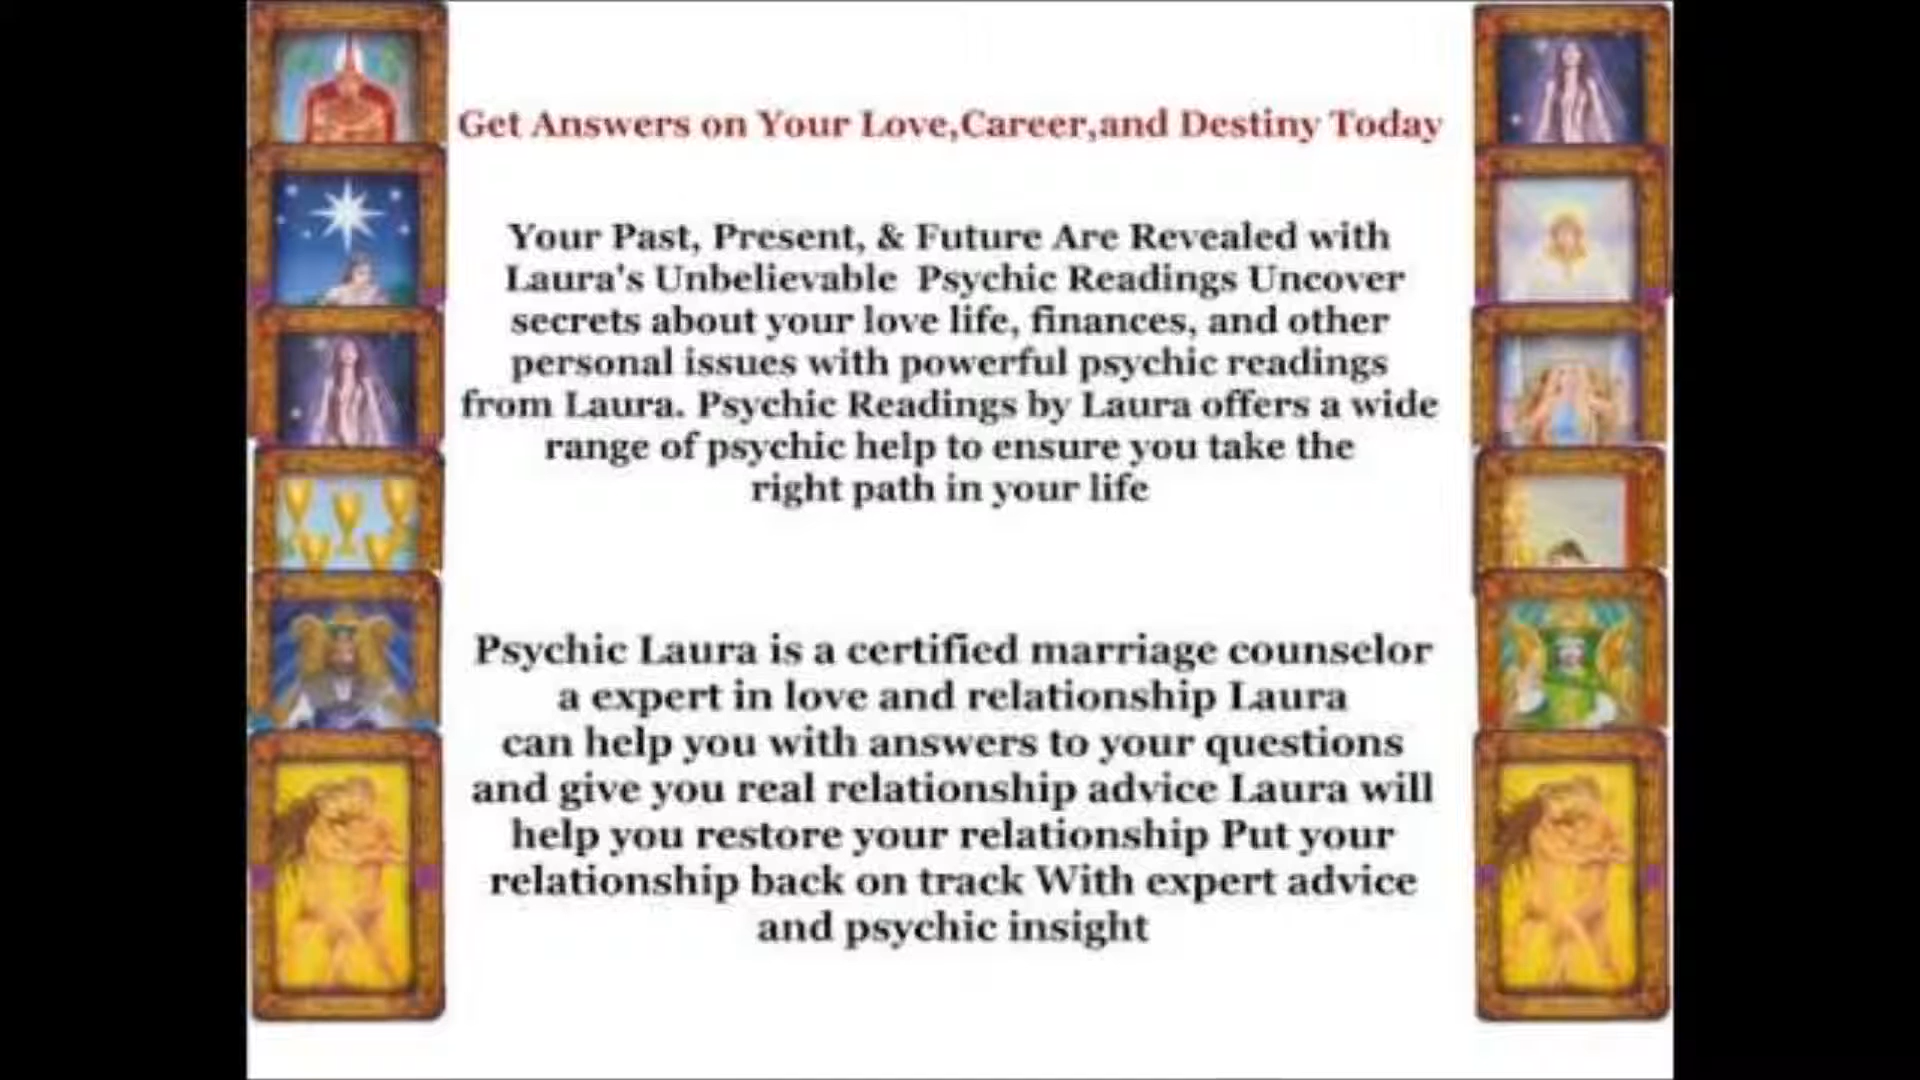 Get Answers on Your Love,Career,and Destiny Today
Your Past, Present, & Future Are Revealed with
Laura's Unbelievable Psychic Readings Uncover
secrets about your love life, finances, and other
personal issues with powerful psychic readings
from Laura. Psychic Readings by Laura offers a wide
range of psychic help to ensure you take the
right path in your life
Psychic Laura is a certified marriage counselor
a expert in love and relationship Laura
can help you with answers to your questions
and give you real relationship advice Laura will
help you restore your relationship Put your
relationship back on track With expert advice
and psychic insight